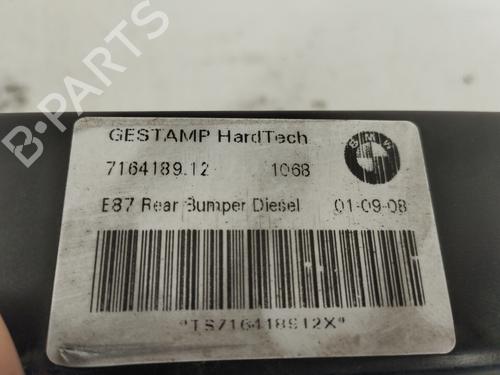 GESTAMP HardTech
BMW
7164189.12 1068
E87 Rear Bumper Diesel 01-09-08
*TS716418912X*
B-PARTS